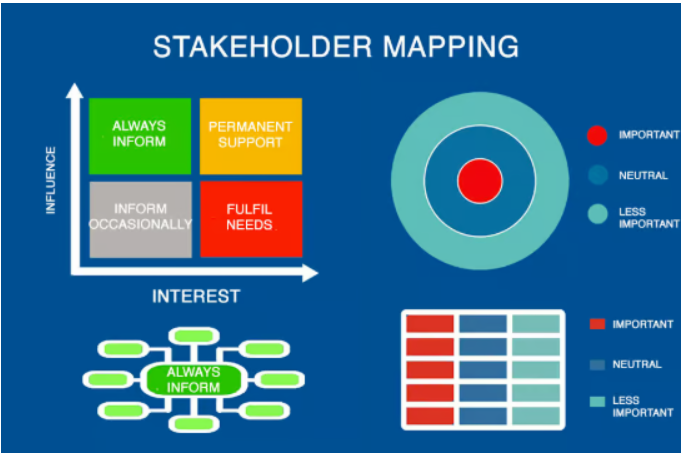 STAKEHOLDER MAPPING
INFLUENCE
ALWAYS
INFORM
PERMANENT
SUPPORT
INFORM
OCCASIONALLY
FULFIL
NEEDS
INTEREST
IMPORTANT
NEUTRAL
LESS
IMPORTANT
ALWAYS
INFORM
IMPORTANT
NEUTRAL
LESS
IMPORTANT